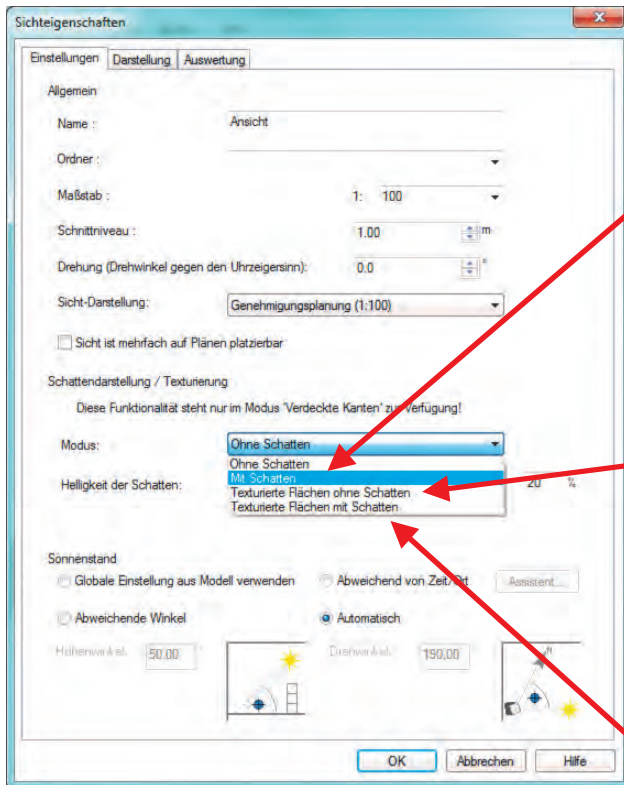 Sichteigenschaften
Einstellungen Darstellung Auswertung
Allgemein
Name : Ansicht
Ordner :
Maßstab : 1: 100
Schnittniveau : 1.00 m
Drehung (Drehwinkel gegen den Uhrzeigersinn): 0.0 °
Sicht-Darstellung: Genehmigungsplanung (1:100)
Sicht ist mehrfach auf Plänen platzierbar
Schattendarstellung / Texturierung
Diese Funktionalität steht nur im Modus 'Verdeckte Kanten' zur Verfügung!
Modus: Ohne Schatten
Ohne Schatten
Mit Schatten
Helligkeit der Schatten: 20 %
Texturierte Flächen ohne Schatten
Texturierte Flächen mit Schatten
Sonnenstand
Globale Einstellung aus Modell verwenden Abweichend von Zeit/Ort Assistent...
Abweichende Winkel Automatisch
Höhenwinkel: 50.00 ° Drehwinkel: 190,00 °
N
OK Abbrechen Hilfe